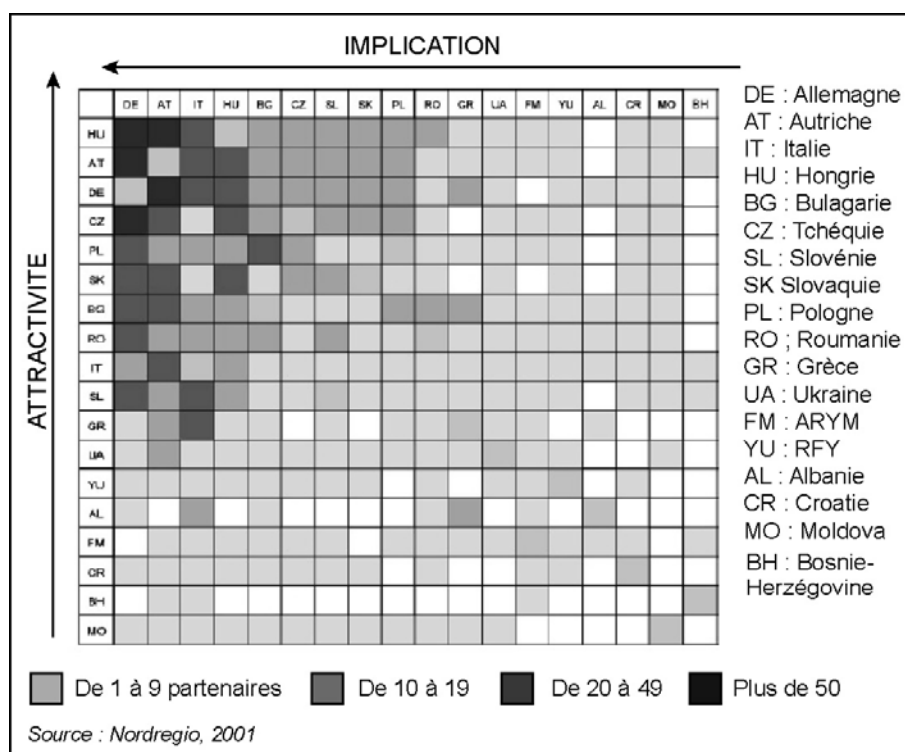 IMPLICATION
ATTRACTIVITE
DE AT IT HU BG CZ SL SK PL RO GR UA FM YU AL CR MO BH
HU
AT
DE
CZ
PL
SK
BG
RO
IT
SL
GR
UA
YU
AL
FM
CR
BH
MO
DE : Allemagne
AT : Autriche
IT : Italie
HU : Hongrie
BG : Bulagarie
CZ : Tchéquie
SL : Slovénie
SK Slovaquie
PL : Pologne
RO ; Roumanie
GR : Grèce
UA : Ukraine
FM : ARYM
YU : RFY
AL : Albanie
CR : Croatie
MO : Moldova
BH : Bosnie-
Herzégovine
De 1 à 9 partenaires De 10 à 19 De 20 à 49 Plus de 50
Source : Nordregio, 2001